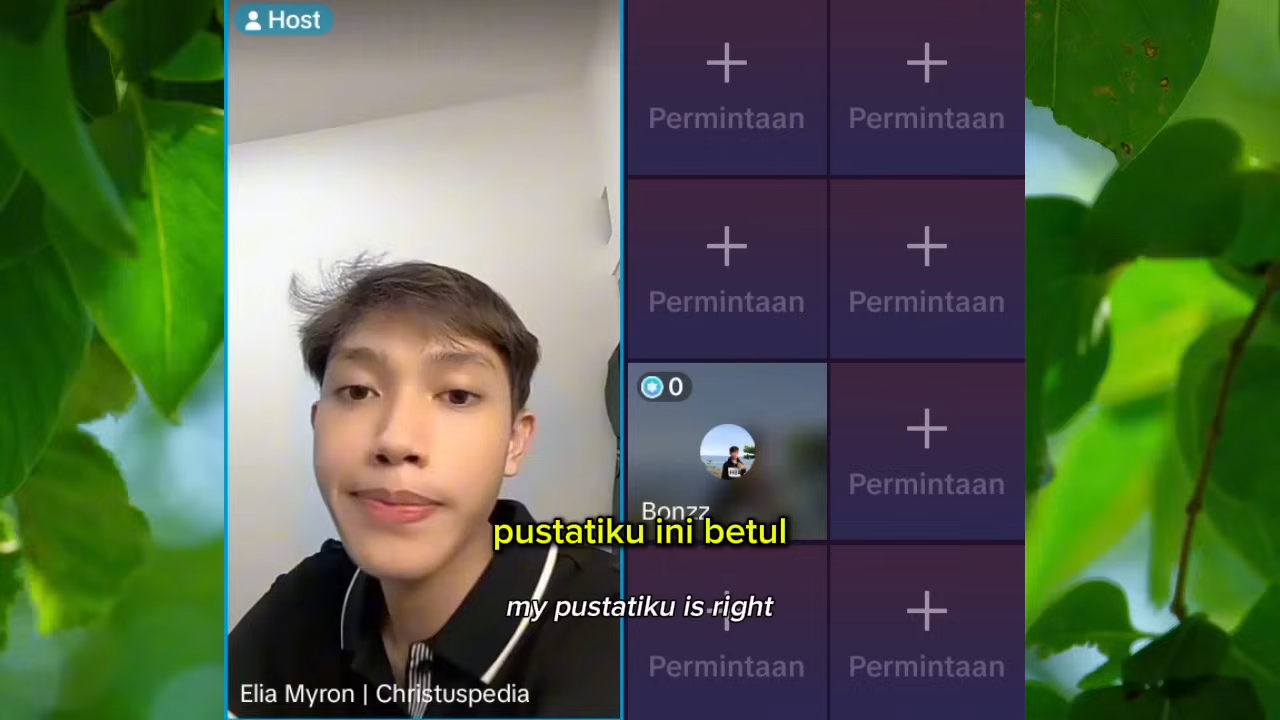 Host
Permintaan
Permintaan
Permintaan
Permintaan
0
Bonzz
Permintaan
pustatiku ini betul
my pustatiku is right
Permintaan
Permintaan
Elia Myron | Christuspedia